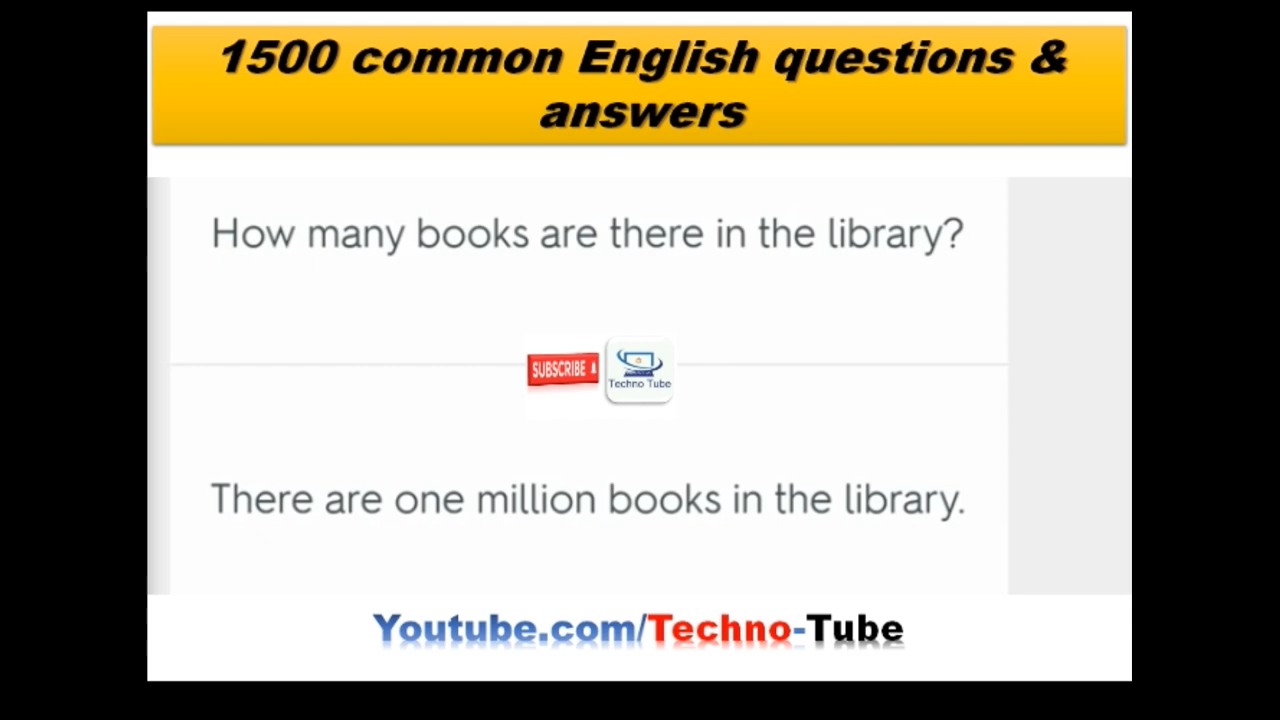 1500 common English questions &
answers
How many books are there in the library?
SUBSCRIBE
Techno Tube
There are one million books in the library.
Youtube.com/Techno-Tube